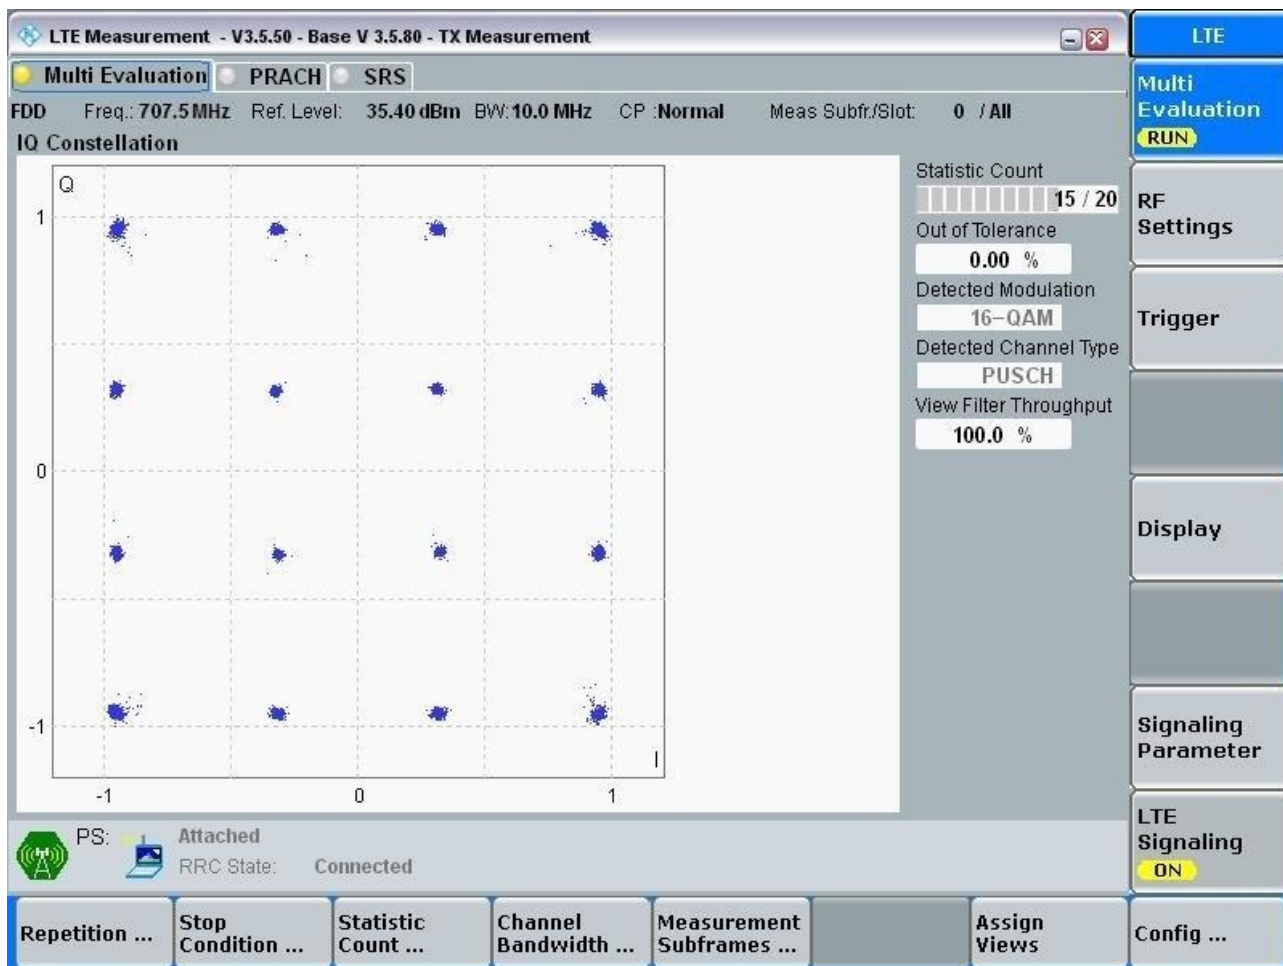 LTE Measurement - V3.5.50 - Base V 3.5.80 - TX Measurement
LTE
Multi Evaluation PRACH SRS
FDD Freq.: 707.5 MHz Ref. Level: 35.40 dBm BW: 10.0 MHz CP :Normal Meas Subfr./Slot: 0 / All
IQ Constellation
Q
1
0
-1
I
-1 0 1
Statistic Count
15 / 20
Out of Tolerance
0.00 %
Detected Modulation
16-QAM
Detected Channel Type
PUSCH
View Filter Throughput
100.0 %
Multi
Evaluation
RUN
RF
Settings
Trigger
Display
Signaling
Parameter
LTE
Signaling
ON
PS: Attached
RRC State: Connected
Repetition ...
Stop
Condition ...
Statistic
Count ...
Channel
Bandwidth ...
Measurement
Subframes ...
Assign
Views
Config ...